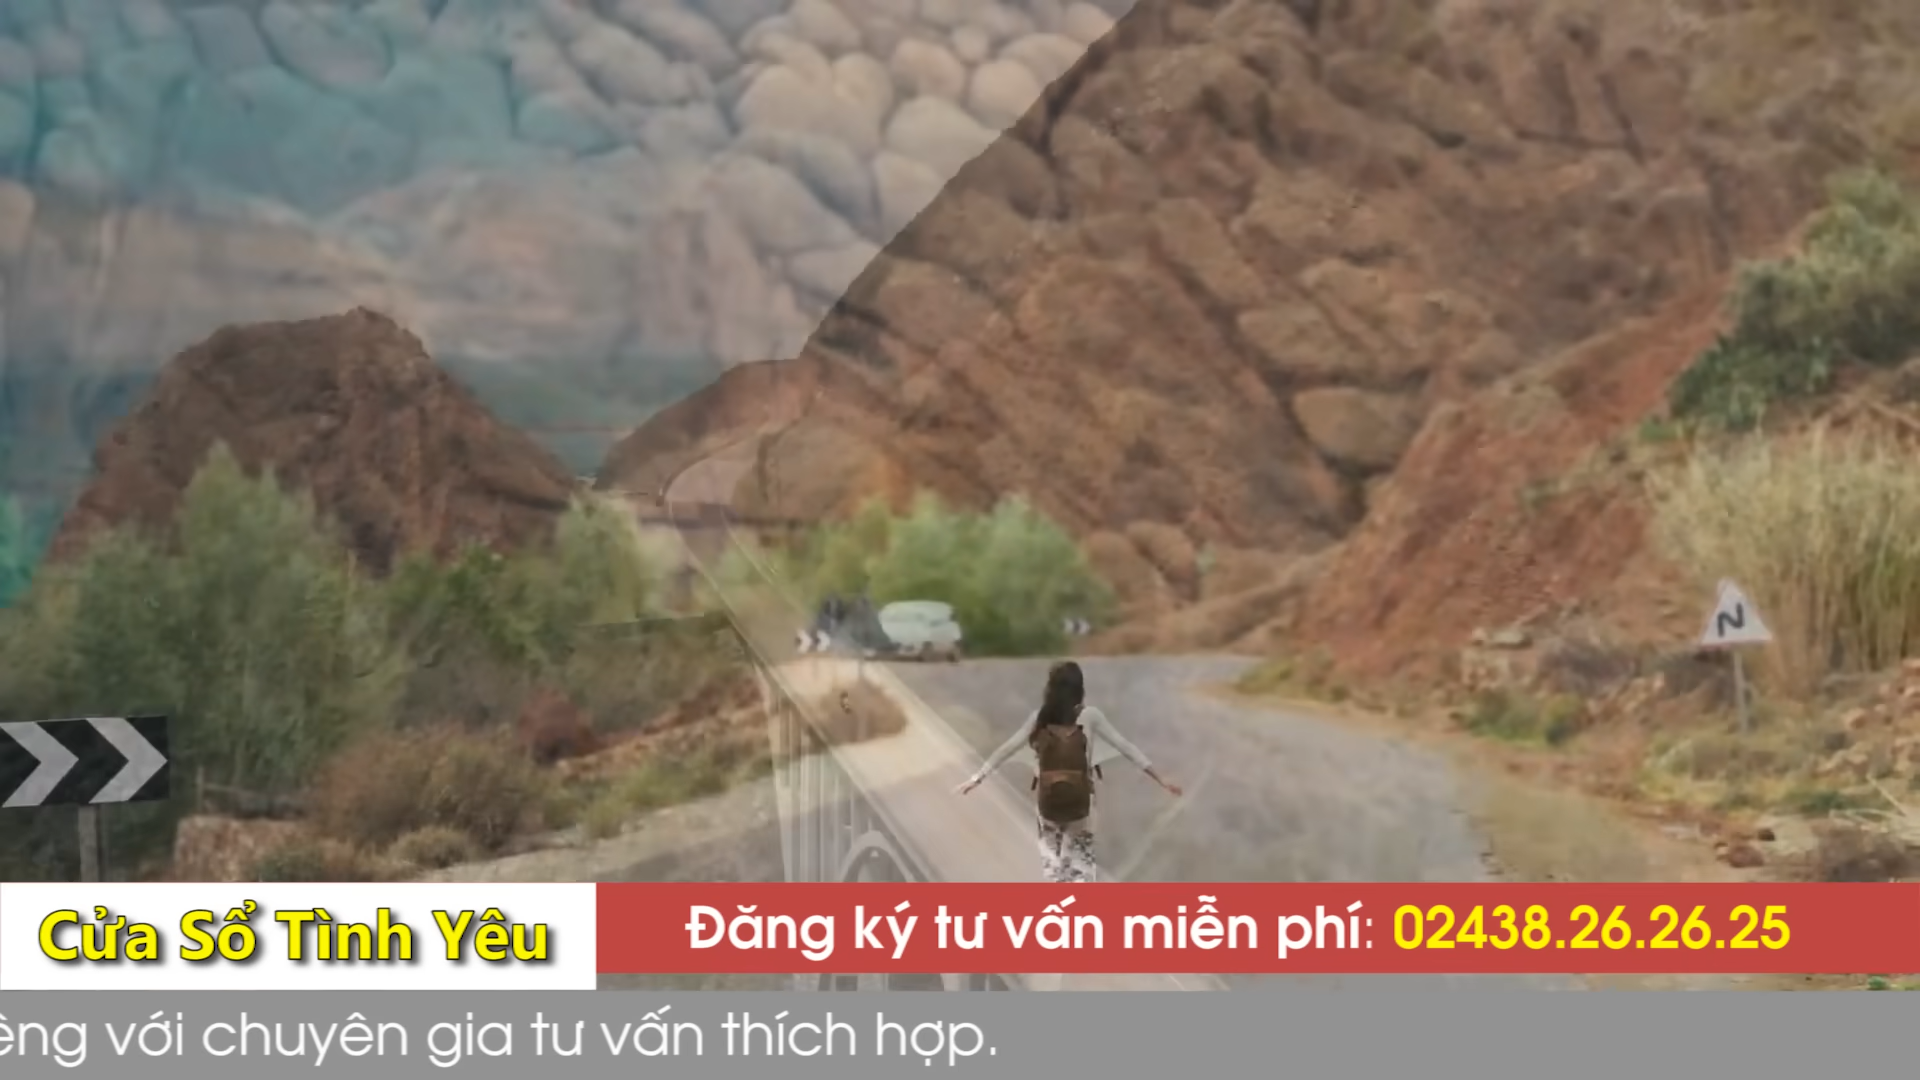 Cửa Sổ Tình Yêu
Đăng ký tư vấn miễn phí: 02438.26.26.25
với chuyên gia tư vấn thích hợp.